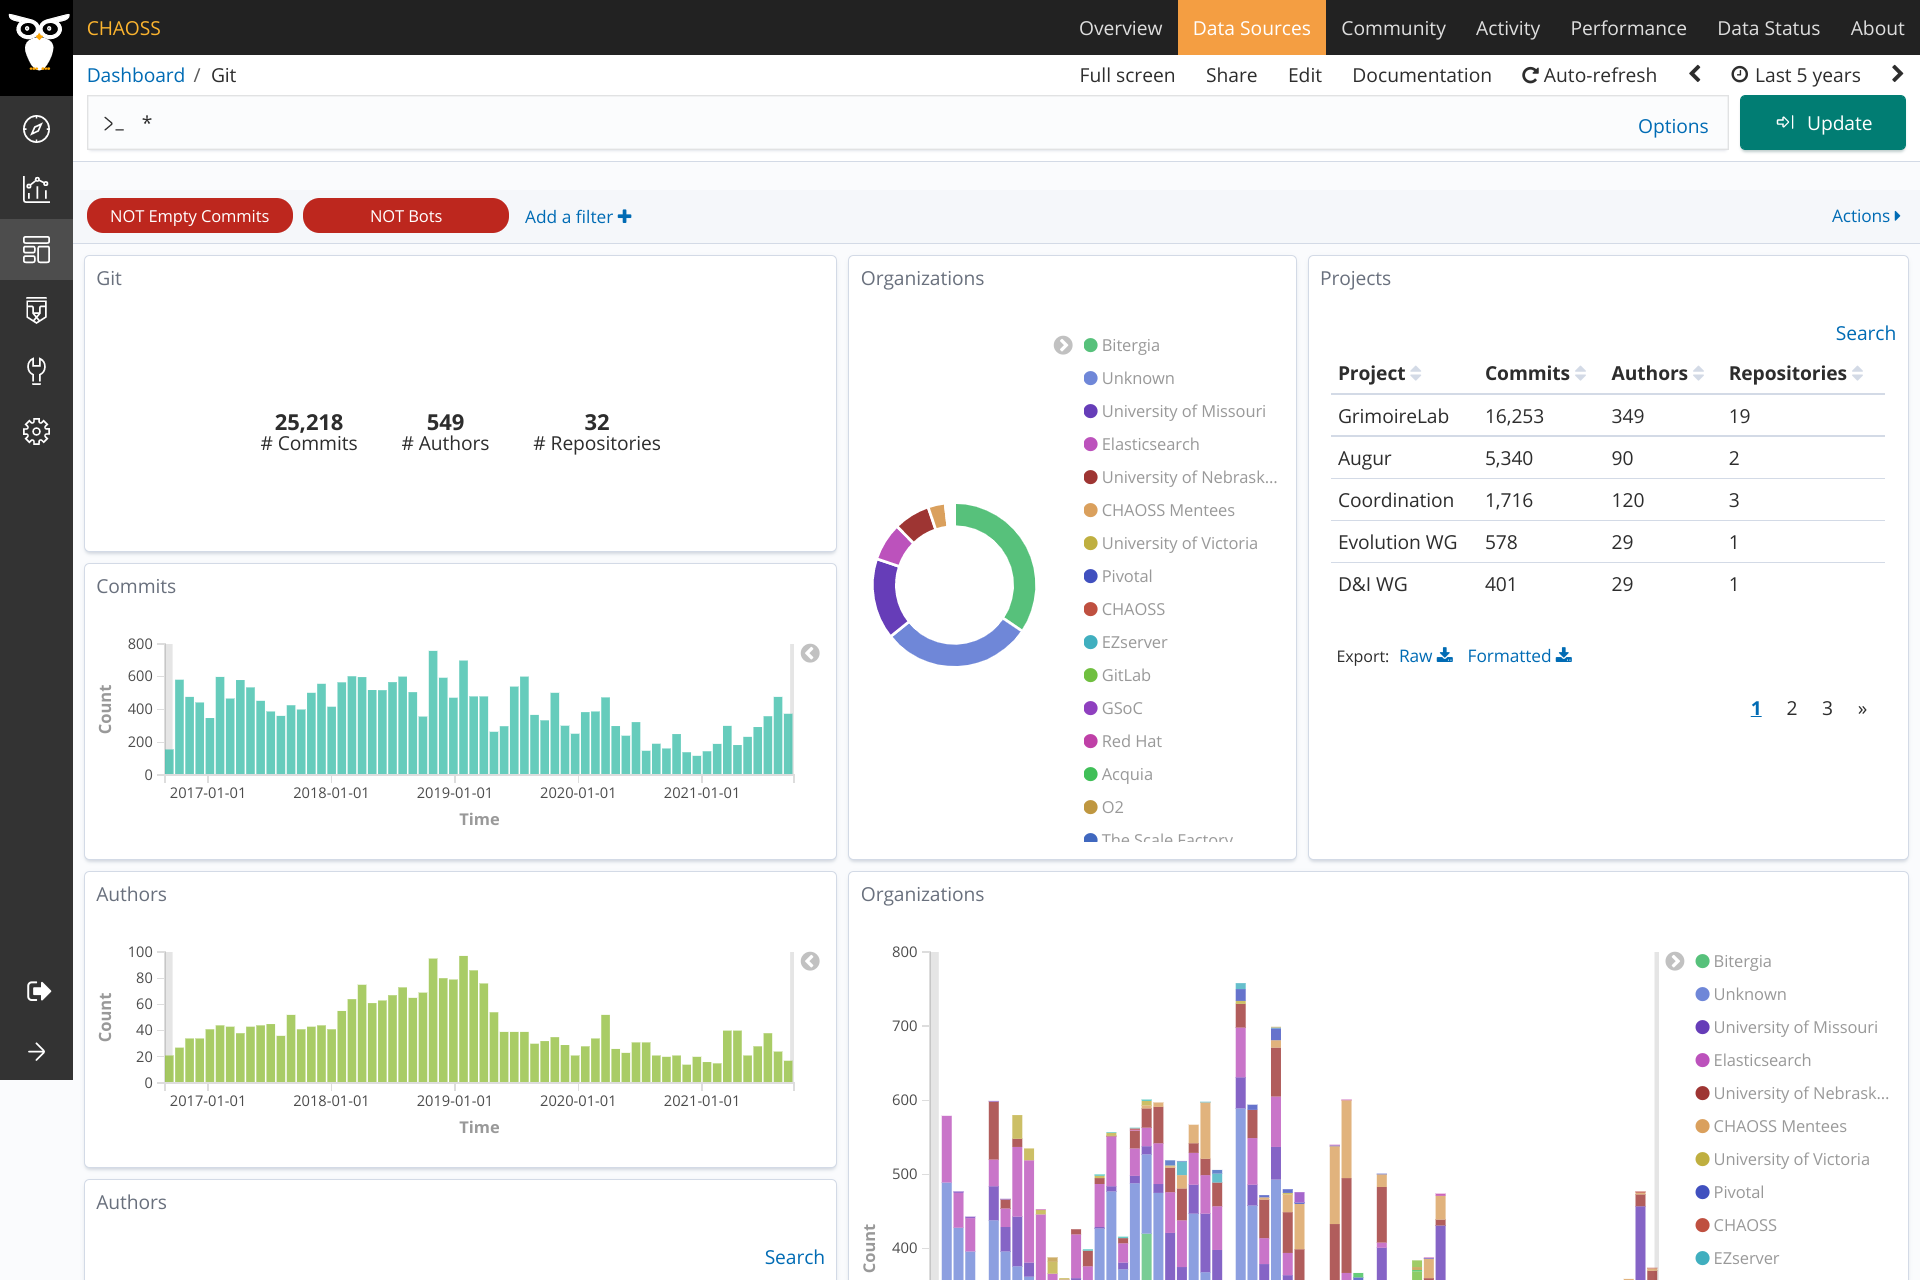 CHAOSS
Overview Data Sources Community Activity Performance Data Status About
Dashboard / Git
Full screen Share Edit Documentation Auto-refresh Last 5 years
>_ *
Options
Update
NOT Empty Commits
NOT Bots
Add a filter
Actions
Git
25,218
# Commits
549
# Authors
32
# Repositories
Commits
800
600
400
200
0
Count
2017-01-01 2018-01-01 2019-01-01 2020-01-01 2021-01-01
Time
Organizations
Bitergia
Unknown
University of Missouri
Elasticsearch
University of Nebrask...
CHAOSS Mentees
University of Victoria
Pivotal
CHAOSS
EZserver
GitLab
GSoC
Red Hat
Acquia
O2
The Scale Factory
Projects
Search
Project Commits Authors Repositories
GrimoireLab 16,253 349 19
Augur 5,340 90 2
Coordination 1,716 120 3
Evolution WG 578 29 1
D&I WG 401 29 1
Export: Raw Formatted
1 2 3 »
Authors
100
80
60
40
20
0
Count
2017-01-01 2018-01-01 2019-01-01 2020-01-01 2021-01-01
Time
Authors
Search
Organizations
800
700
600
500
400
Count
Bitergia
Unknown
University of Missouri
Elasticsearch
University of Nebrask...
CHAOSS Mentees
University of Victoria
Pivotal
CHAOSS
EZserver